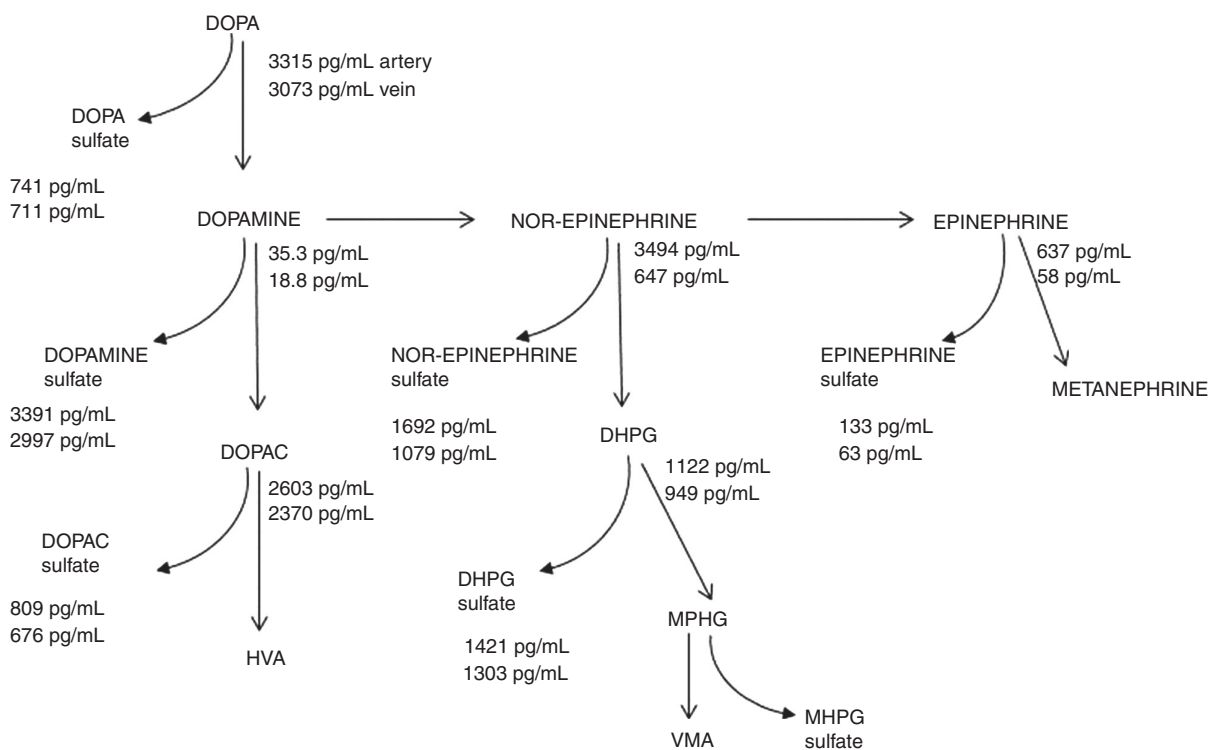 DOPA
3315 pg/mL artery
3073 pg/mL vein
DOPA
sulfate
741 pg/mL
711 pg/mL
DOPAMINE
35.3 pg/mL
18.8 pg/mL
NOR-EPINEPHRINE
3494 pg/mL
647 pg/mL
EPINEPHRINE
637 pg/mL
58 pg/mL
DOPAMINE
sulfate
3391 pg/mL
2997 pg/mL
NOR-EPINEPHRINE
sulfate
1692 pg/mL
1079 pg/mL
EPINEPHRINE
sulfate
133 pg/mL
63 pg/mL
METANEPHRINE
DOPAC
2603 pg/mL
2370 pg/mL
DHPG
1122 pg/mL
949 pg/mL
DOPAC
sulfate
809 pg/mL
676 pg/mL
HVA
DHPG
sulfate
1421 pg/mL
1303 pg/mL
MPHG
VMA
MHPG
sulfate